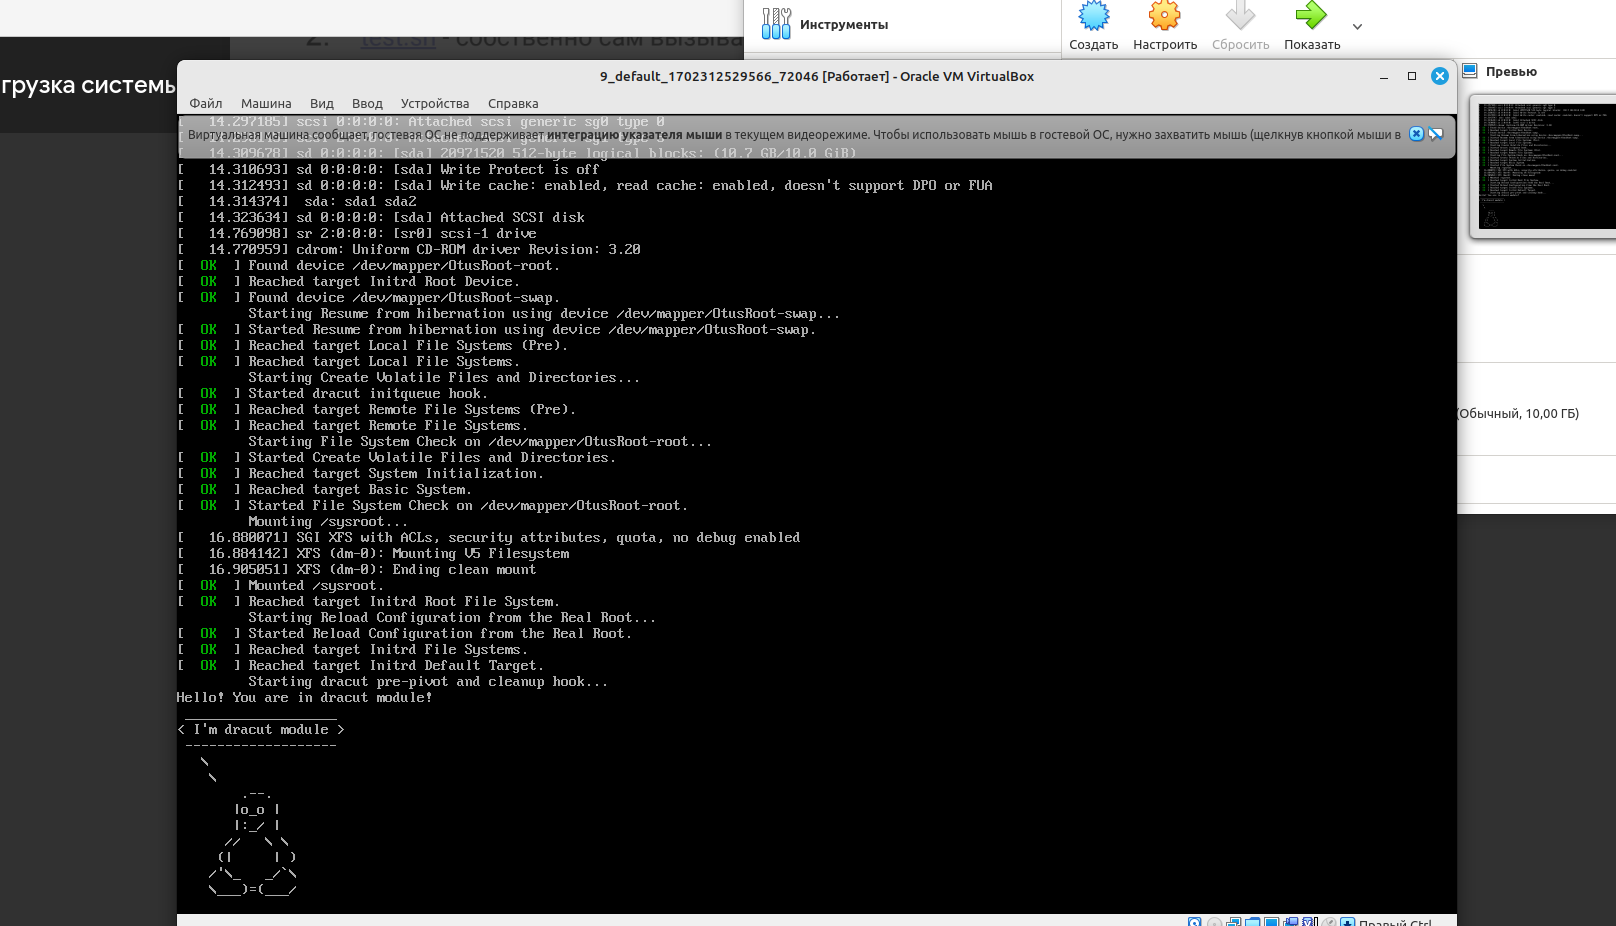 Инструменты
Создать
Настроить
Сбросить
Показать
2. test.sh - собственно сам вызыва
грузка системы
9_default_1702312529566_72046 [Работает] - Oracle VM VirtualBox
Превью
Файл Машина Вид Ввод Устройства Справка
[ 14.297185] scsi 0:0:0:0: Attached scsi generic sg0 type 0
Виртуальная машина сообщает, гостевая ОС не поддерживает интеграцию указателя мыши в текущем видеорежиме. Чтобы использовать мышь в гостевой ОС, нужно захватить мышь (щелкнув кнопкой мыши в
[ 14.309678] sd 0:0:0:0: [sda] 20971520 512-byte logical blocks: (10.7 GB/10.0 GiB)
[ 14.310693] sd 0:0:0:0: [sda] Write Protect is off
[ 14.312493] sd 0:0:0:0: [sda] Write cache: enabled, read cache: enabled, doesn't support DPO or FUA
[ 14.314374]  sda: sda1 sda2
[ 14.323634] sd 0:0:0:0: [sda] Attached SCSI disk
[ 14.769098] sr 2:0:0:0: [sr0] scsi-1 drive
[ 14.770959] cdrom: Uniform CD-ROM driver Revision: 3.20
[ OK ] Found device /dev/mapper/OtusRoot-root.
[ OK ] Reached target Initrd Root Device.
[ OK ] Found device /dev/mapper/OtusRoot-swap.
Starting Resume from hibernation using device /dev/mapper/OtusRoot-swap...
[ OK ] Started Resume from hibernation using device /dev/mapper/OtusRoot-swap.
[ OK ] Reached target Local File Systems (Pre).
[ OK ] Reached target Local File Systems.
Starting Create Volatile Files and Directories...
[ OK ] Started dracut initqueue hook.
[ OK ] Reached target Remote File Systems (Pre).
[ OK ] Reached target Remote File Systems.
Starting File System Check on /dev/mapper/OtusRoot-root...
[ OK ] Started Create Volatile Files and Directories.
[ OK ] Reached target System Initialization.
[ OK ] Reached target Basic System.
[ OK ] Started File System Check on /dev/mapper/OtusRoot-root.
Mounting /sysroot...
[ 16.880071] SGI XFS with ACLs, security attributes, quota, no debug enabled
[ 16.884142] XFS (dm-0): Mounting V5 Filesystem
[ 16.905051] XFS (dm-0): Ending clean mount
[ OK ] Mounted /sysroot.
[ OK ] Reached target Initrd Root File System.
Starting Reload Configuration from the Real Root...
[ OK ] Started Reload Configuration from the Real Root.
[ OK ] Reached target Initrd File Systems.
[ OK ] Reached target Initrd Default Target.
Starting dracut pre-pivot and cleanup hook...
Hello! You are in dracut module!
< I'm dracut module >
(Обычный, 10,00 ГБ)
Правый Ctrl